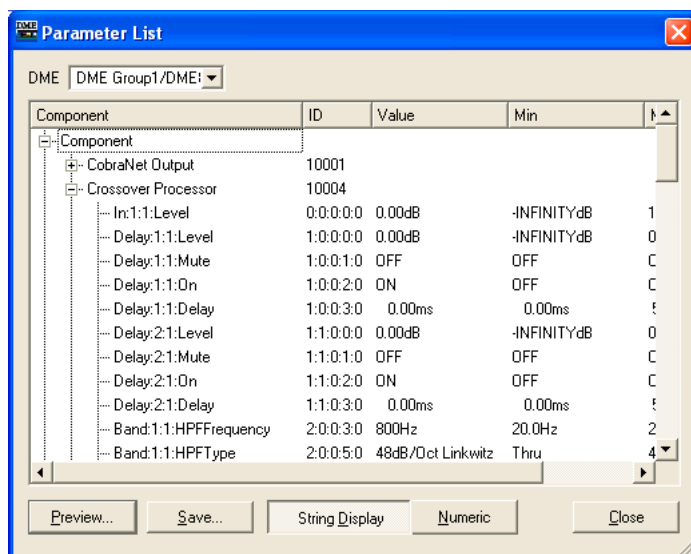 DME
Parameter List
DME DME Group1/DME
Component ID Value Min
Component
CobraNet Output 10001
Crossover Processor 10004
In:1:1:Level 0:0:0:0:0 0.00dB -INFINITYdB 1
Delay:1:1:Level 1:0:0:0:0 0.00dB -INFINITYdB 0
Delay:1:1:Mute 1:0:0:1:0 OFF OFF
Delay:1:1:On 1:0:0:2:0 ON OFF
Delay:1:1:Delay 1:0:0:3:0 0.00ms 0.00ms
Delay:2:1:Level 1:1:0:0:0 0.00dB -INFINITYdB 0
Delay:2:1:Mute 1:1:0:1:0 OFF OFF
Delay:2:1:On 1:1:0:2:0 ON OFF
Delay:2:1:Delay 1:1:0:3:0 0.00ms 0.00ms
Band:1:1:HPFFrequency 2:0:0:3:0 800Hz 20.0Hz 2
Band:1:1:HPFType 2:0:0:5:0 48dB/Oct Linkwitz Thru 4
Preview... Save... String Display Numeric Close